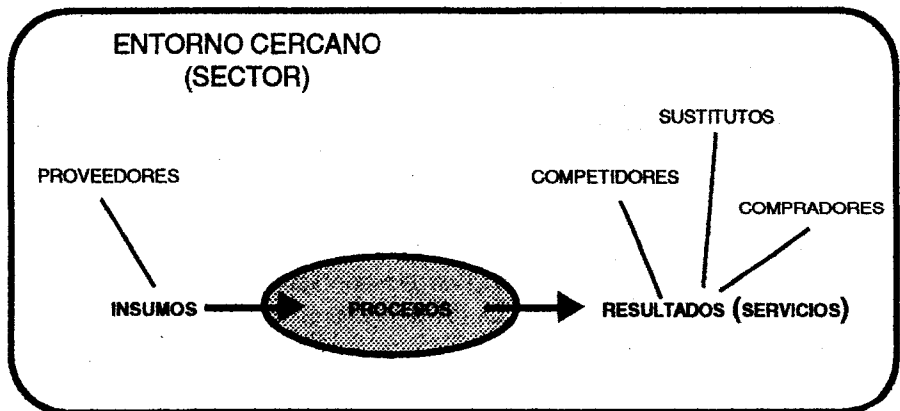 ENTORNO CERCANO
(SECTOR)
SUSTITUTOS
PROVEEDORES
COMPETIDORES
COMPRADORES
INSUMOS
PROCESOS
RESULTADOS (SERVICIOS)